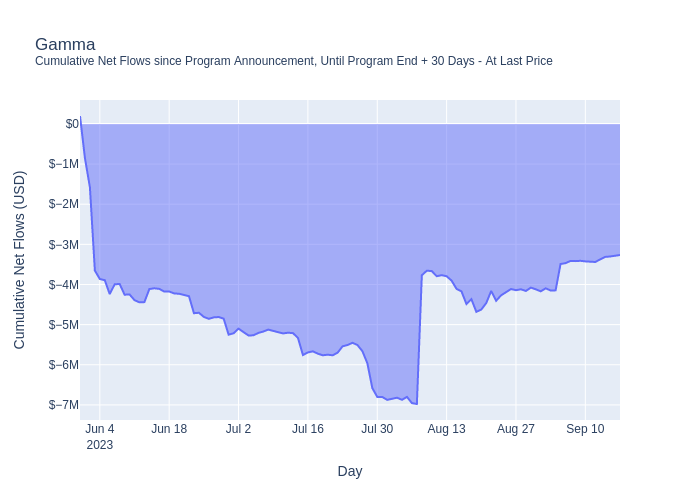 Gamma
Cumulative Net Flows since Program Announcement, Until Program End + 30 Days - At Last Price
Cumulative Net Flows (USD)
$0
$−1M
$−2M
$−3M
$−4M
$−5M
$−6M
$−7M
Jun 4
2023
Jun 18
Jul 2
Jul 16
Jul 30
Aug 13
Aug 27
Sep 10
Day